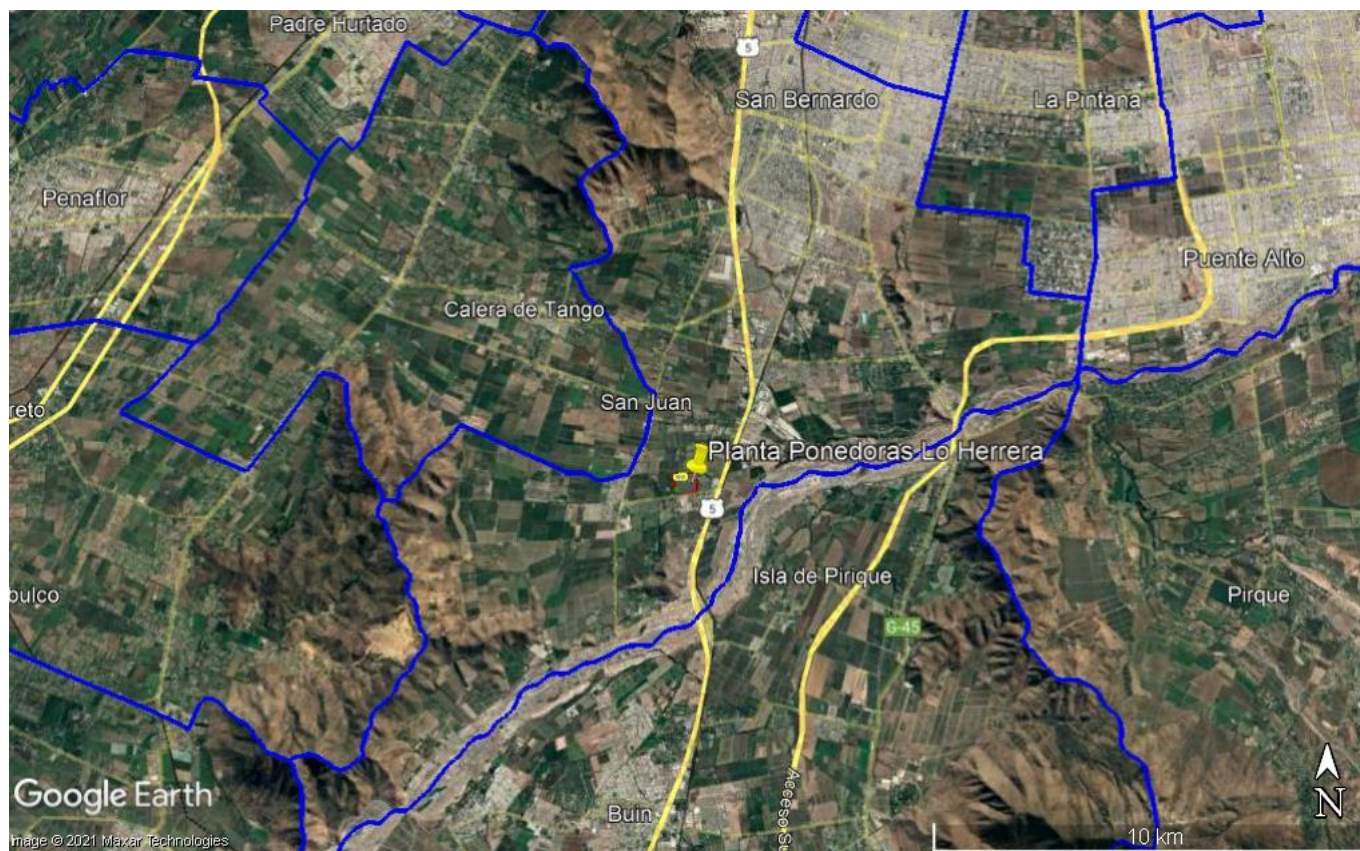 Padre Hurtado
5
San Bernardo
La Pintana
Penaflor
Puente Alto
Calera de Tango
San Juan
reto
Planta Ponedoras Lo Herrera
5
Isla de Pirique
pulco
Pirque
G-45
Google Earth
Buin
Acceso Su
N
10 km
Image © 2021 Maxar Technologies